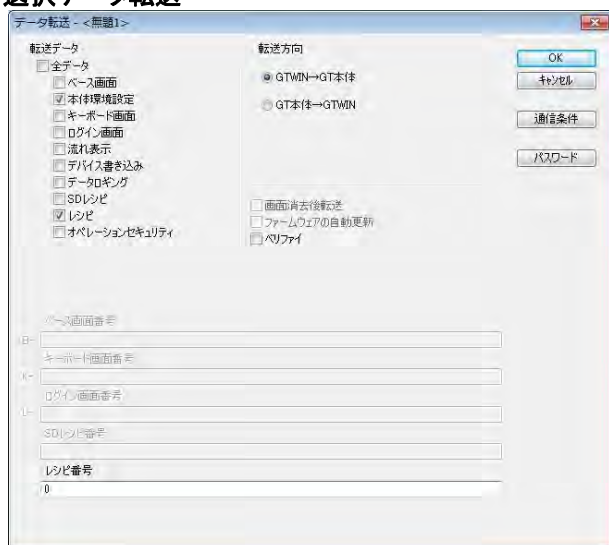 選択データ転送
データ転送 - <無題1>
転送データ
全データ
ベース画面
本体環境設定
キーボード画面
ログイン画面
流れ表示
デバイス書き込み
データロギング
SDレシピ
レシピ
オペレーションセキュリティ
転送方向
GTWIN→GT本体
GT本体→GTWIN
画面消去後転送
ファームウェアの自動更新
ベリファイ
OK
キャンセル
通信条件
パスワード
ベース画面番号
B-
キーボード画面番号
K-
ログイン画面番号
L-
SDレシピ番号
レシピ番号
0